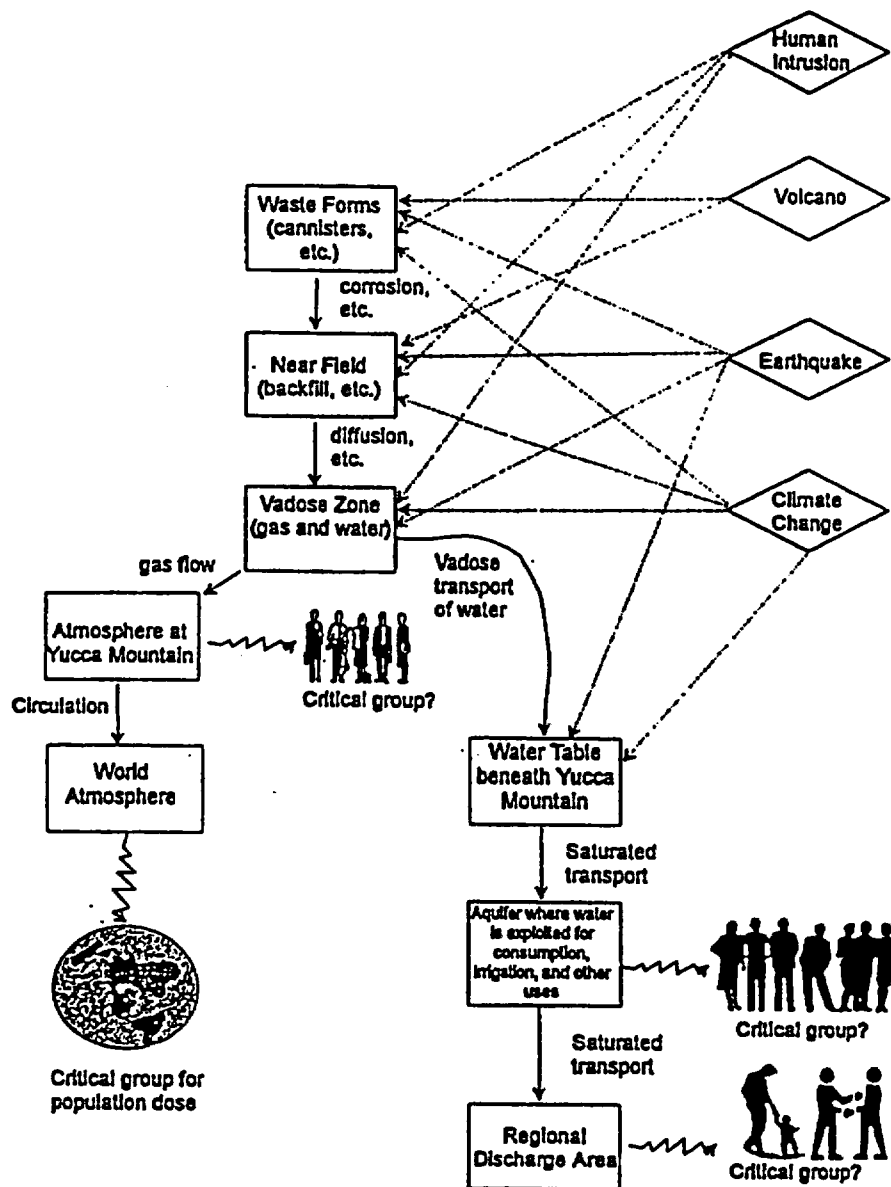 Human
Intrusion
Waste Forms
(cannisters,
etc.)
Volcano
corrosion,
etc.
Near Field
(backfill, etc.)
Earthquake
diffusion,
etc.
Vadose Zone
(gas and water)
Climate
Change
gas flow
Vadose
transport
of water
Atmosphere at
Yucca Mountain
Critical group?
Circulation
World
Atmosphere
Water Table
beneath Yucca
Mountain
Saturated
transport
Aquifer where water
is exploited for
consumption,
irrigation, and other
uses
Critical group?
Critical group for
population dose
Saturated
transport
Regional
Discharge Area
Critical group?